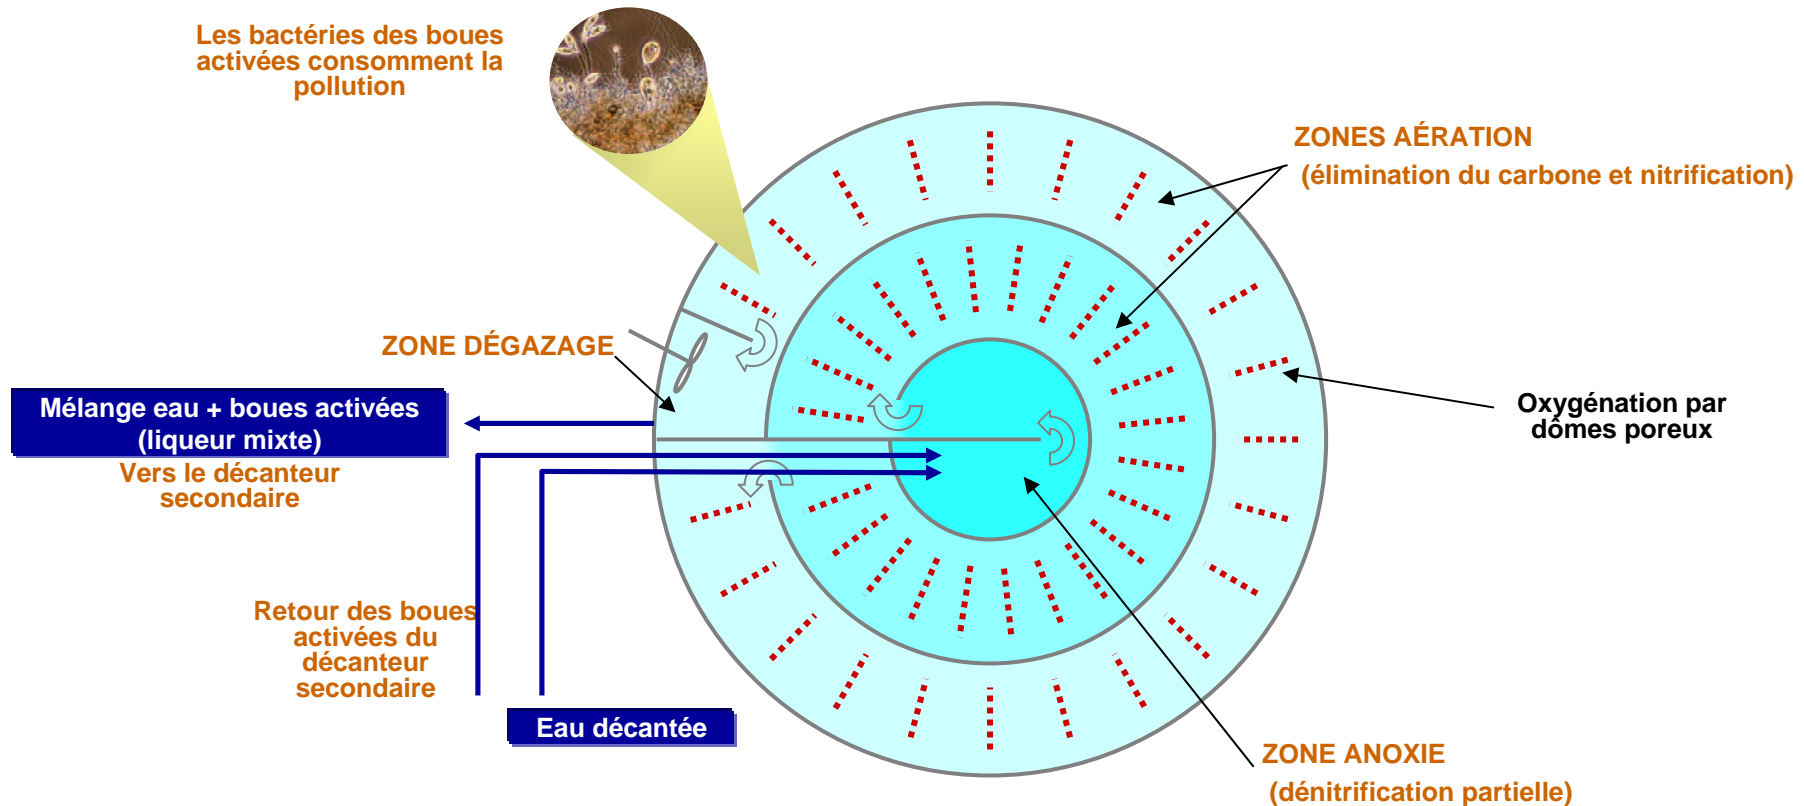 Les bactéries des boues
activées consomment la
pollution
ZONES AÉRATION
(élimination du carbone et nitrification)
ZONE DÉGAZAGE
Mélange eau + boues activées
(liqueur mixte)
Vers le décanteur
secondaire
Oxygénation par
dômes poreux
Retour des boues
activées du
décanteur
secondaire
Eau décantée
ZONE ANOXIE
(dénitrification partielle)